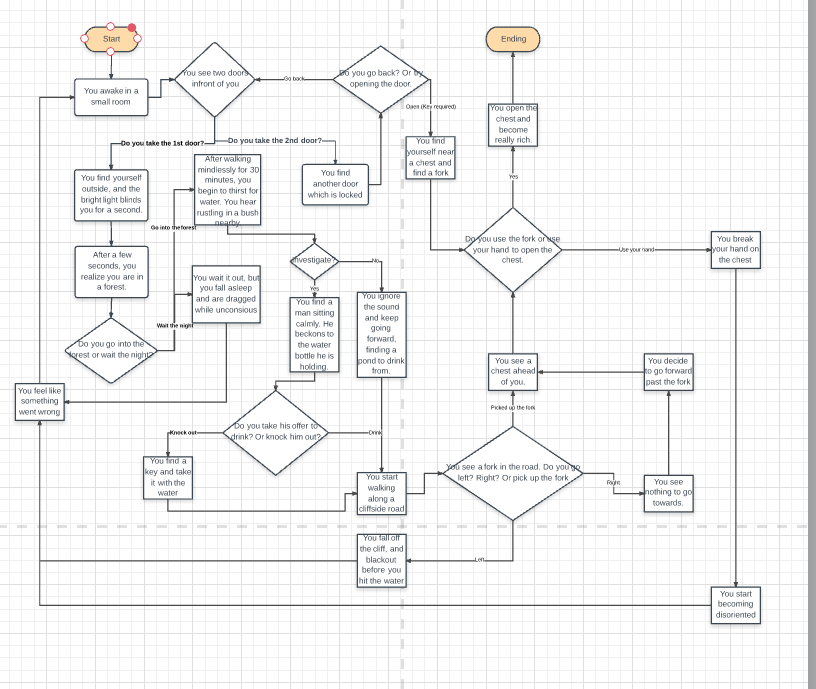 Start
Ending
You awake in a
small room
You see two doors
infront of you
Go back
Do you go back? Or try
opening the door.
Open (Key required)
You open the
chest and
become
really rich.
Do you take the 1st door?
Do you take the 2nd door?
You find
yourself near
a chest and
find a fork
After walking
mindlessly for 30
minutes, you
begin to thirst for
water. You hear
rustling in a bush
nearby.
You find
another door
which is locked
You find yourself
outside, and the
bright light blinds
you for a second.
Yes
Go into the forest
Do you use the fork or use
your hand to open the
chest.
Use your hand
You break
your hand on
the chest
After a few
seconds, you
realize you are in
a forest.
Investigate?
No
Yes
You wait it out, but
you fall asleep
and are dragged
while unconsious
You find a
man sitting
calmly. He
beckons to
the water
bottle he is
holding.
You ignore
the sound
and keep
going
forward,
finding a
pond to drink
from.
Wait the night
Do you go into the
forest or wait the night?
You see a
chest ahead
of you.
You decide
to go forward
past the fork
You feel like
something
went wrong
Picked up the fork
Knock out
Do you take his offer to
drink? Or knock him out?
Drink
You find a
key and take
it with the
water
You start
walking
along a
cliffside road
You see a fork in the road. Do you go
left? Right? Or pick up the fork
Right
You see
nothing to go
towards.
You fall off
the cliff, and
blackout
before you
hit the water
Left
You start
becoming
disoriented